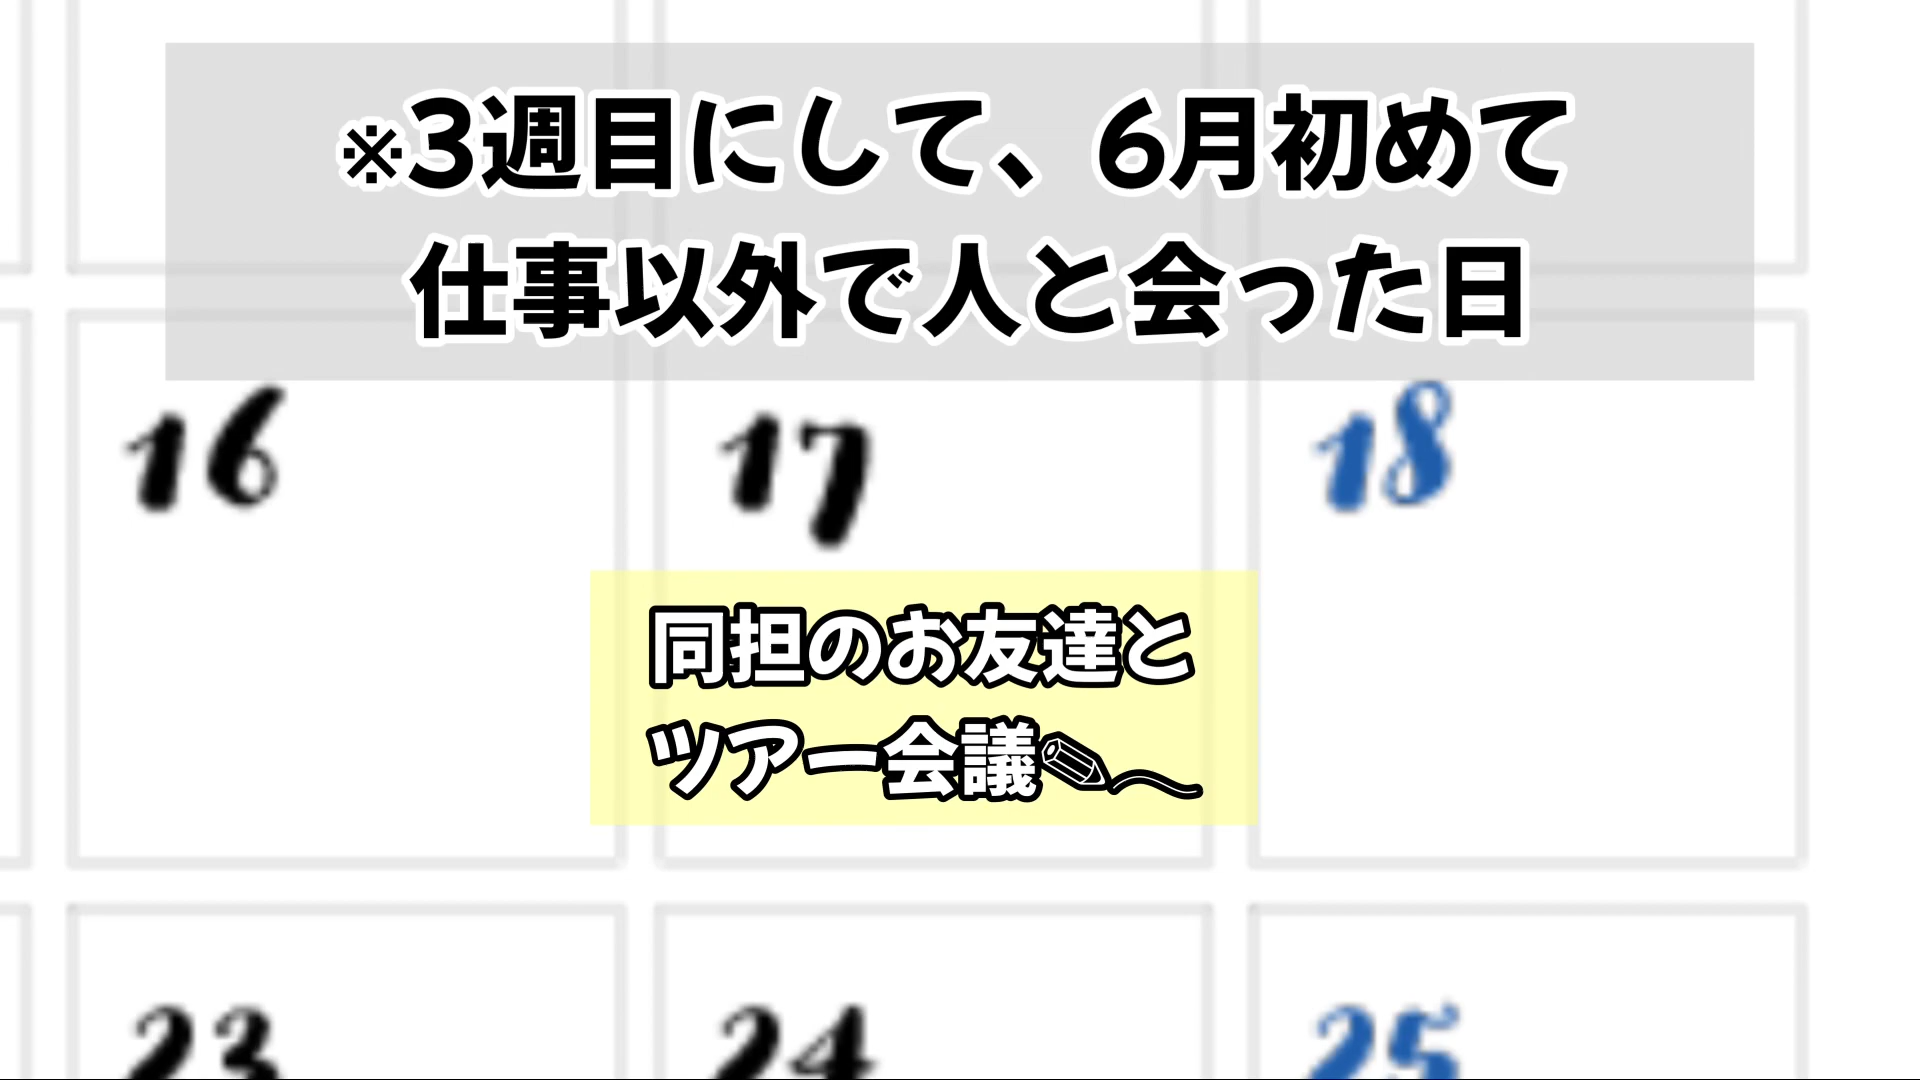 ※3週目にして、6月初めて
仕事以外で人と会った日
16
17
18
同担のお友達と
ツアー会議✎﹏
23
24
25